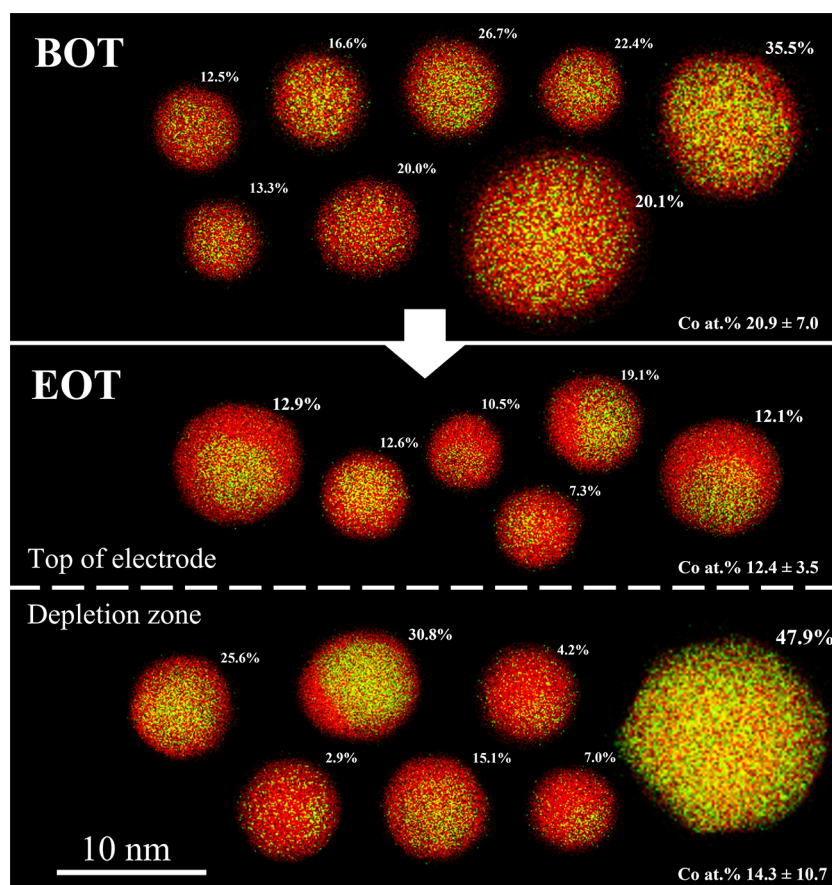 BOT
12.5%
16.6%
26.7%
22.4%
35.5%
13.3%
20.0%
20.1%
Co at.% 20.9 ± 7.0
EOT
12.9%
12.6%
10.5%
19.1%
7.3%
12.1%
Top of electrode
Co at.% 12.4 ± 3.5
Depletion zone
25.6%
30.8%
4.2%
47.9%
2.9%
15.1%
7.0%
10 nm
Co at.% 14.3 ± 10.7